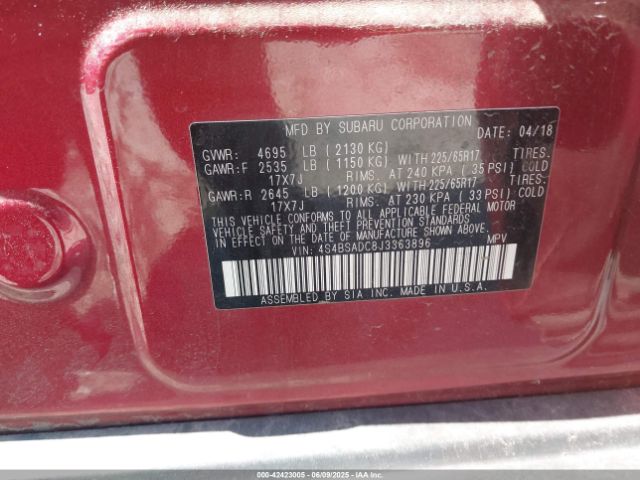 MFD BY SUBARU CORPORATION DATE: 04/18
GVWR: 4695 LB (2130 KG)
GAWR:F 2535 LB (1150 KG) WITH 225/65R17 TIRES.
17X7J RIMS. AT 240 KPA (35 PSI) COLD
GAWR:R 2645 LB (1200 KG) WITH 225/65R17 TIRES.
17X7J RIMS. AT 230 KPA (33 PSI) COLD
THIS VEHICLE CONFORMS TO ALL APPLICABLE FEDERAL MOTOR
VEHICLE SAFETY AND THEFT PREVENTION STANDARDS IN
EFFECT ON THE DATE OF MANUFACTURE SHOWN ABOVE.
VIN: 4S4BSADC8J3363896 MPV
ASSEMBLED BY SIA INC. MADE IN U.S.A.
000-42423005 - 06/09/2025 - IAAI.COM